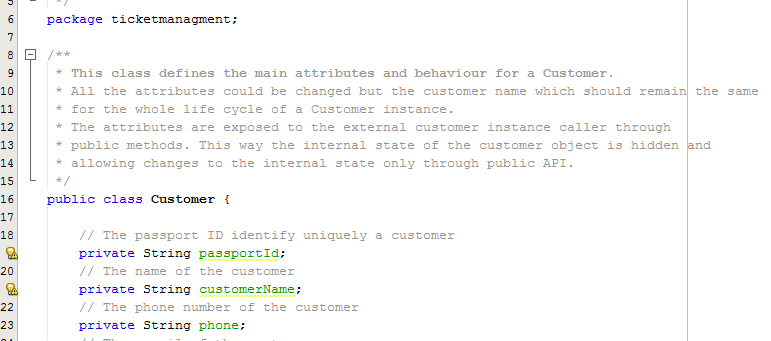 5 */
6 package ticketmanagment;
7
8 /**
9 * This class defines the main attributes and behaviour for a Customer.
10 * All the attributes could be changed but the customer name which should remain the same
11 * for the whole life cycle of a Customer instance.
12 * The attributes are exposed to the external customer instance caller through
13 * public methods. This way the internal state of the customer object is hidden and
14 * allowing changes to the internal state only through public API.
15 */
16 public class Customer {
17
18 // The passport ID identify uniquely a customer
private String passportId;
20 // The name of the customer
private String customerName;
22 // The phone number of the customer
23 private String phone;